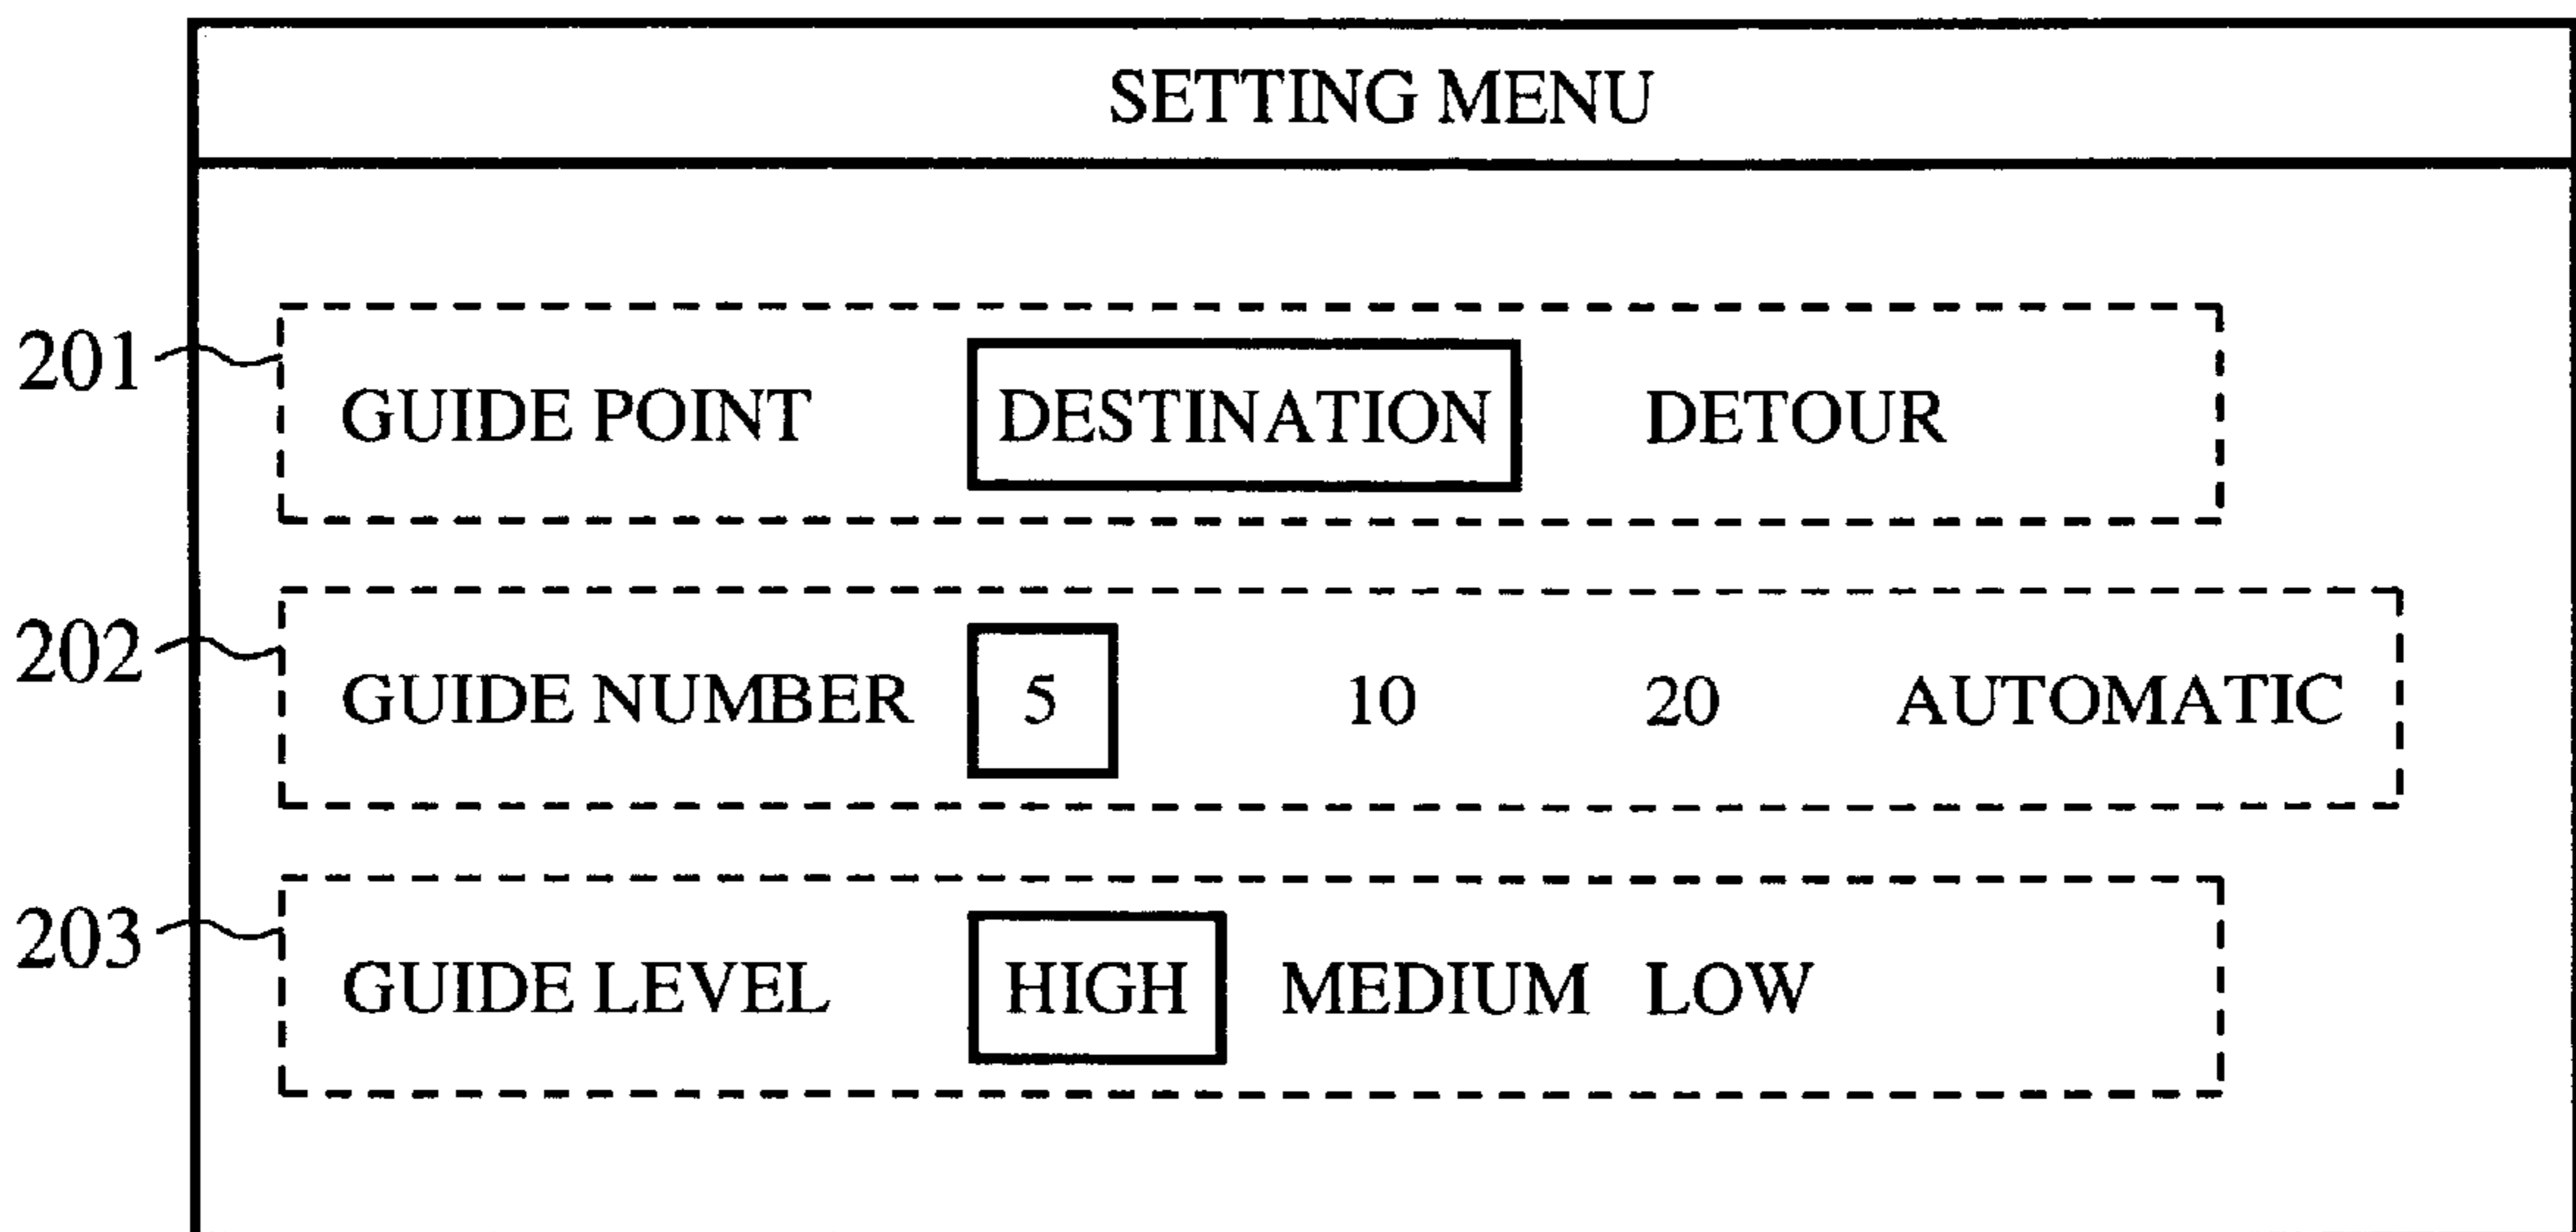 SETTING MENU
201
GUIDE POINT DESTINATION DETOUR
202
GUIDE NUMBER 5 10 20 AUTOMATIC
203
GUIDE LEVEL HIGH MEDIUM LOW